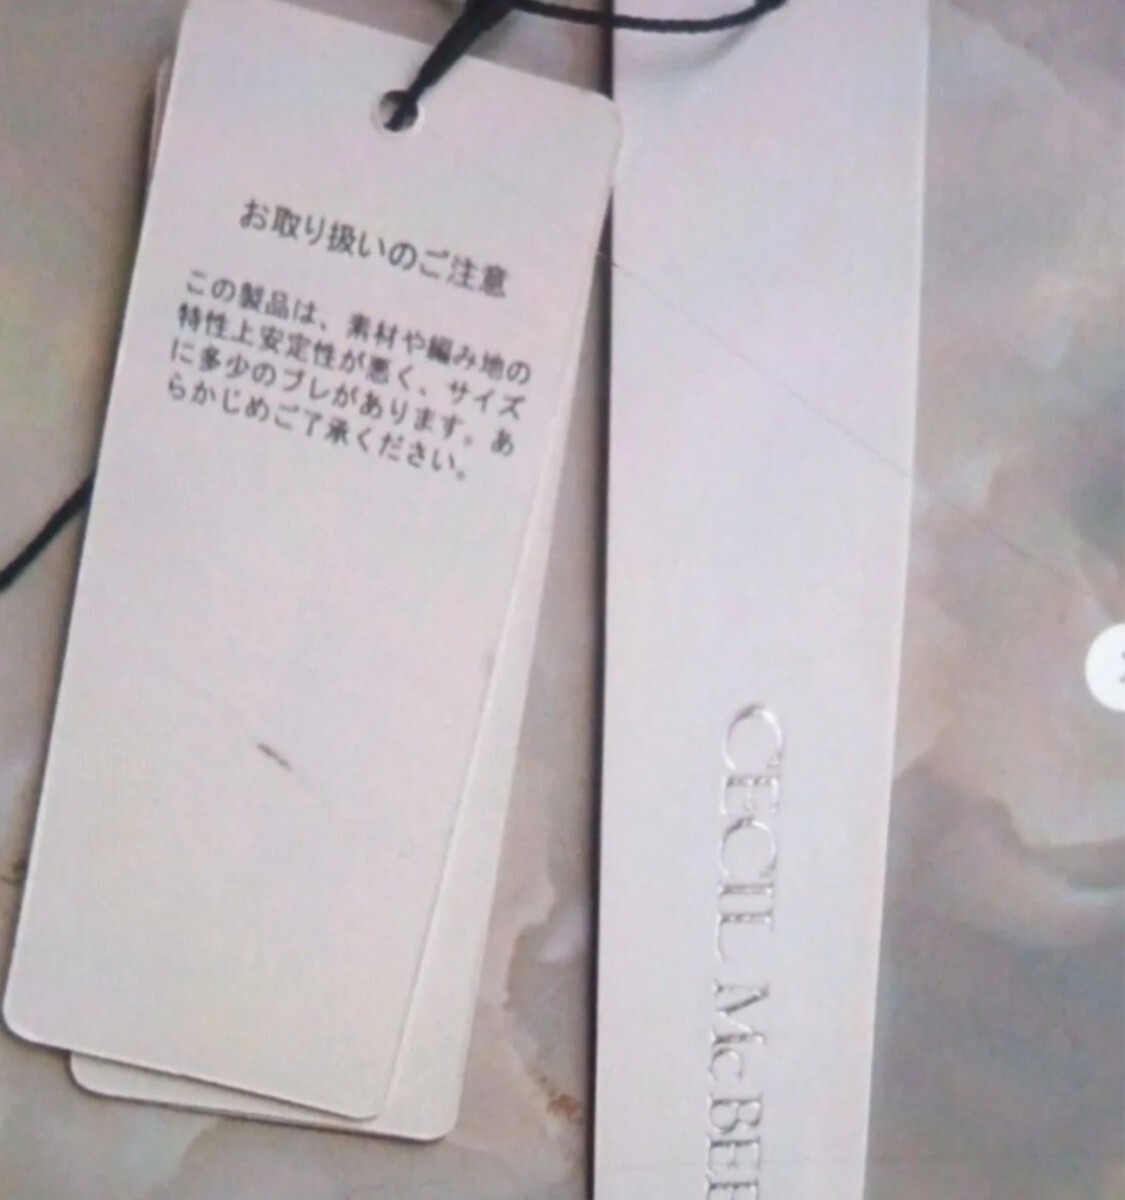 お取り扱いのご注意
この製品は、素材や編み地の
特性上安定性が悪く、サイズ
に多少のブレがあります。あ
らかじめご了承ください。
CECIL McBEE